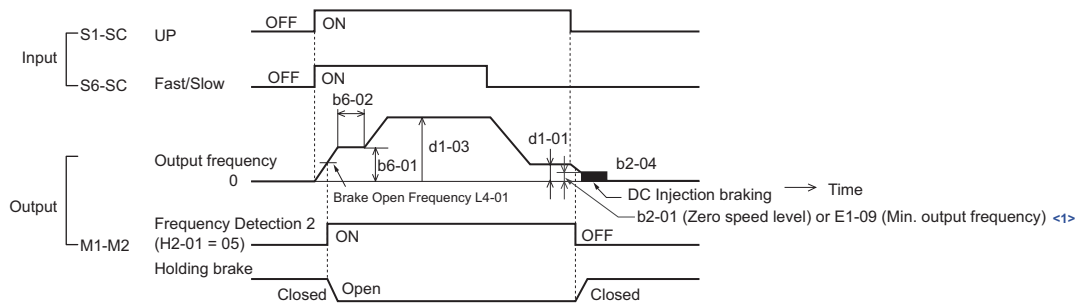 OFF ON
S1-SC UP
Input
S6-SC Fast/Slow OFF ON
b6-02
d1-01
d1-03
b2-04
Output frequency
b6-01
0
DC Injection braking → Time
Brake Open Frequency L4-01
b2-01 (Zero speed level) or E1-09 (Min. output frequency) <1>
Output
Frequency Detection 2
ON OFF
M1-M2 (H2-01 = 05)
Holding brake
Closed Open Closed